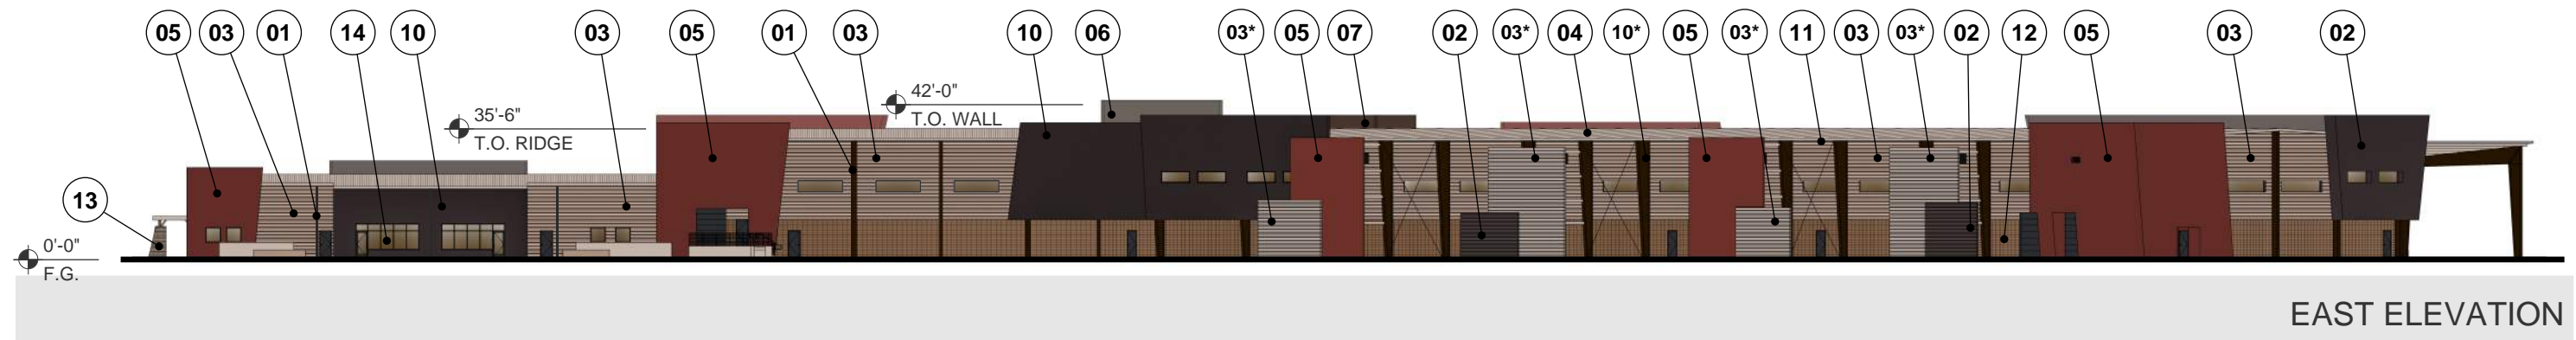 05 03 01 14 10 03 05 01 03 10 06 03* 05 07 02 03* 04 10* 05 03* 11 03 03* 02 12 05 03 02
42'-0"
T.O. WALL
35'-6"
T.O. RIDGE
13
0'-0"
F.G.
EAST ELEVATION